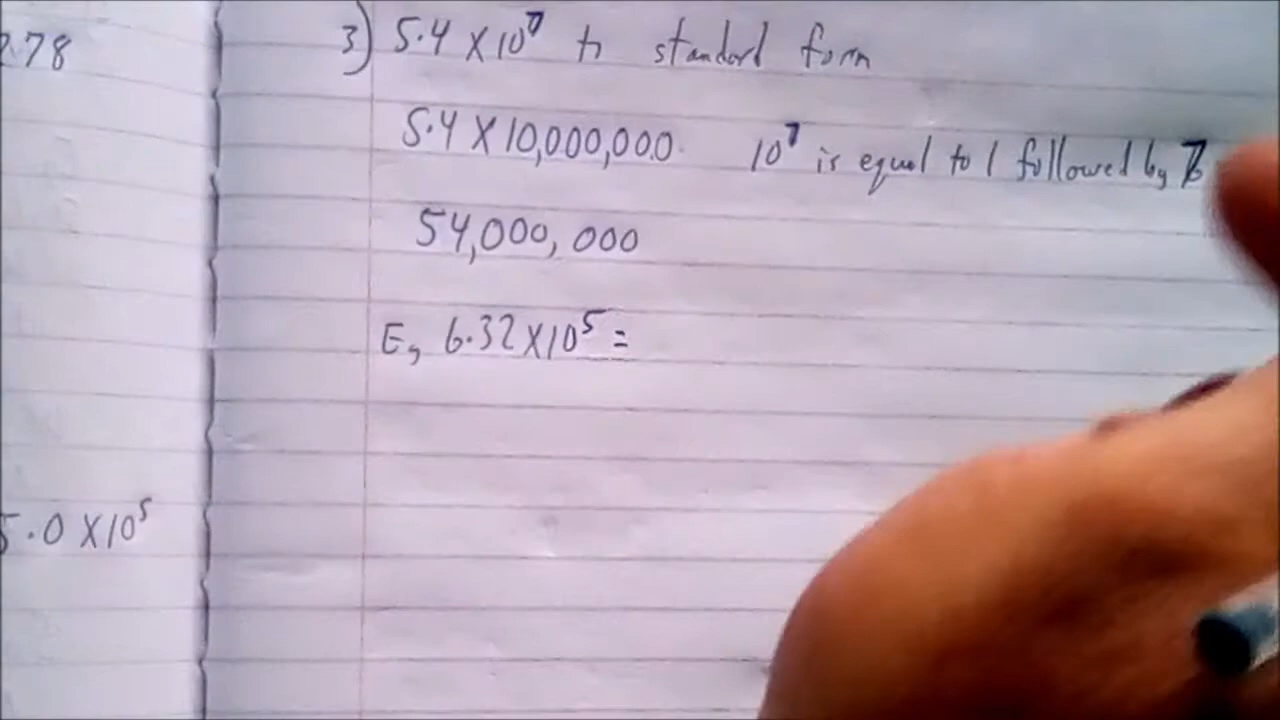 2.78
3) 5.4 X 10⁷ to standard form
5.4 X 10,000,000 10⁷ is equal to 1 followed by 7
54,000,000
Eg 6.32 X 10⁵ =
5.0 X 10⁵